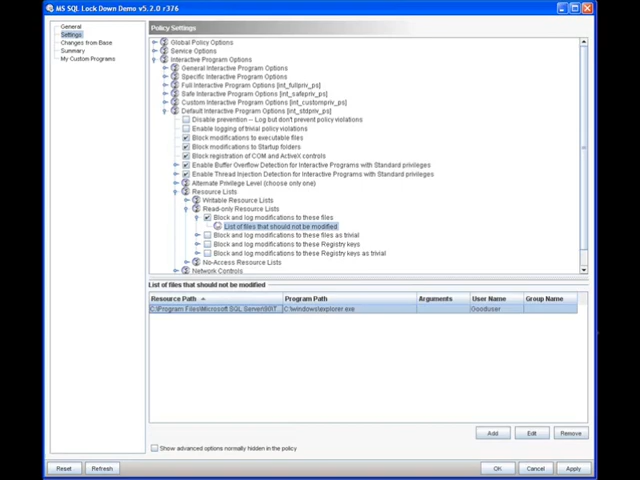 MS SQL Lock Down Demo v5.2.0 r376
General
Settings
Changes from Base
Summary
My Custom Programs
Policy Settings
Global Policy Options
Service Options
Interactive Program Options
General Interactive Program Options
Specific Interactive Program Options
Full Interactive Program Options [int_fullpriv_ps]
Safe Interactive Program Options [int_safepriv_ps]
Custom Interactive Program Options [int_custompriv_ps]
Default Interactive Program Options [int_stdpriv_ps]
Disable prevention -- Log but don't prevent policy violations
Enable logging of trivial policy violations
Block modifications to executable files
Block modifications to Startup folders
Block registration of COM and ActiveX controls
Enable Buffer Overflow Detection for Interactive Programs with Standard privileges
Enable Thread Injection Detection for Interactive Programs with Standard privileges
Alternate Privilege Level (choose only one)
Resource Lists
Writable Resource Lists
Read-only Resource Lists
Block and log modifications to these files
List of files that should not be modified
Block and log modifications to these files as trivial
Block and log modifications to these Registry keys
Block and log modifications to these Registry keys as trivial
No-Access Resource Lists
Network Controls
List of files that should not be modified
Resource Path Program Path Arguments User Name Group Name
C:\Program Files\Microsoft SQL Server\90\T C:\windows\explorer.exe Gooduser
Add Edit Remove
Show advanced options normally hidden in the policy
Reset Refresh OK Cancel Apply